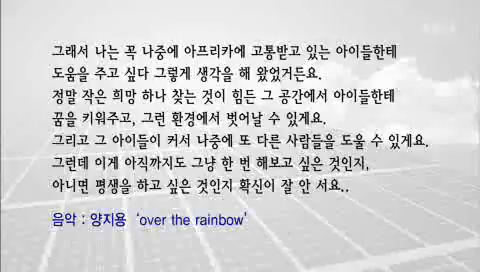 그래서 나는 꼭 나중에 아프리카에 고통받고 있는 아이들한테
도움을 주고 싶다 그렇게 생각을 해 왔었거든요.
정말 작은 희망 하나 찾는 것이 힘든 그 공간에서 아이들한테
꿈을 키워주고, 그런 환경에서 벗어날 수 있게요.
그리고 그 아이들이 커서 나중에 또 다른 사람들을 도울 수 있게요.
그런데 이게 아직까지도 그냥 한 번 해보고 싶은 것인지,
아니면 평생을 하고 싶은 것인지 확신이 잘 안 서요..
음악 : 양지용 ‘over the rainbow’